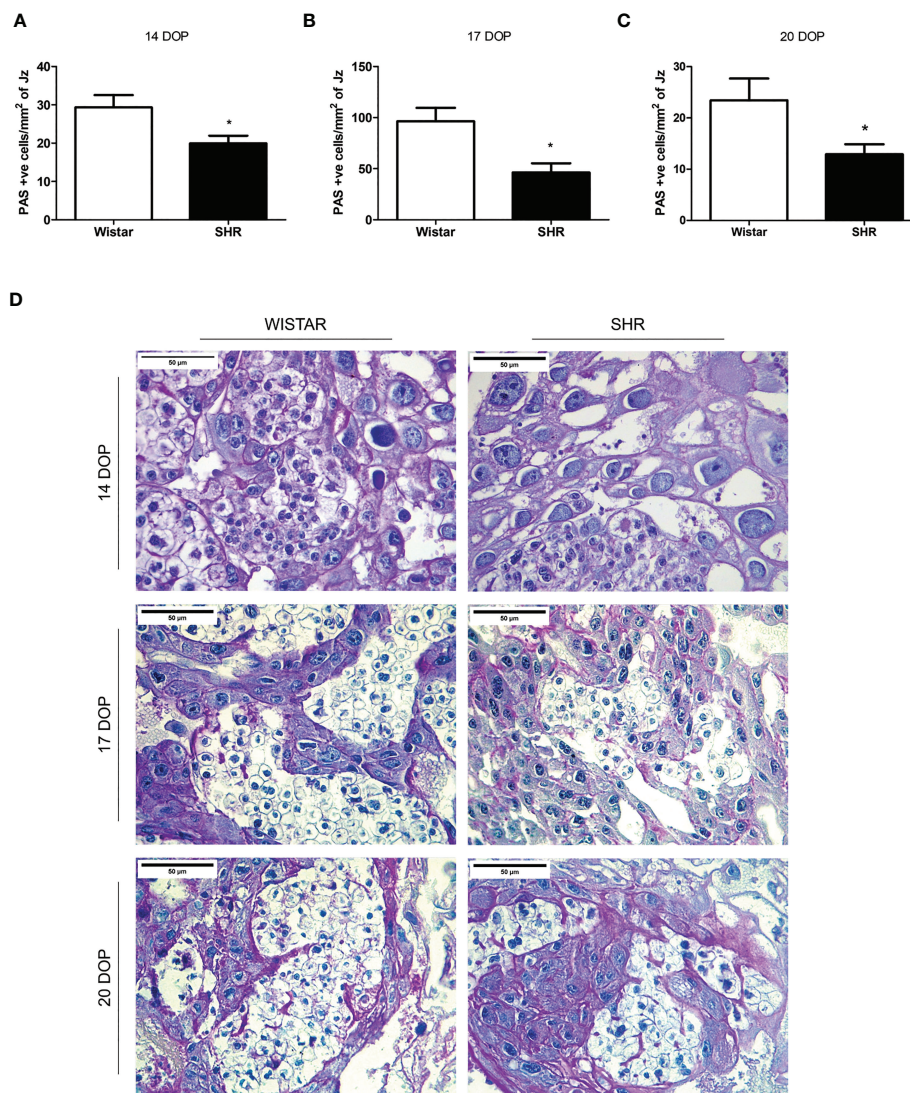 A
14 DOP
PAS +ve cells/mm² of Jz
40
30
20
10
0
*
Wistar
SHR
B
17 DOP
PAS +ve cells/mm² of Jz
150
100
50
0
*
Wistar
SHR
C
20 DOP
PAS +ve cells/mm² of Jz
30
20
10
0
*
Wistar
SHR
D
WISTAR
SHR
14 DOP
50 µm
50 µm
17 DOP
50 µm
50 µm
20 DOP
50 µm
50 µm